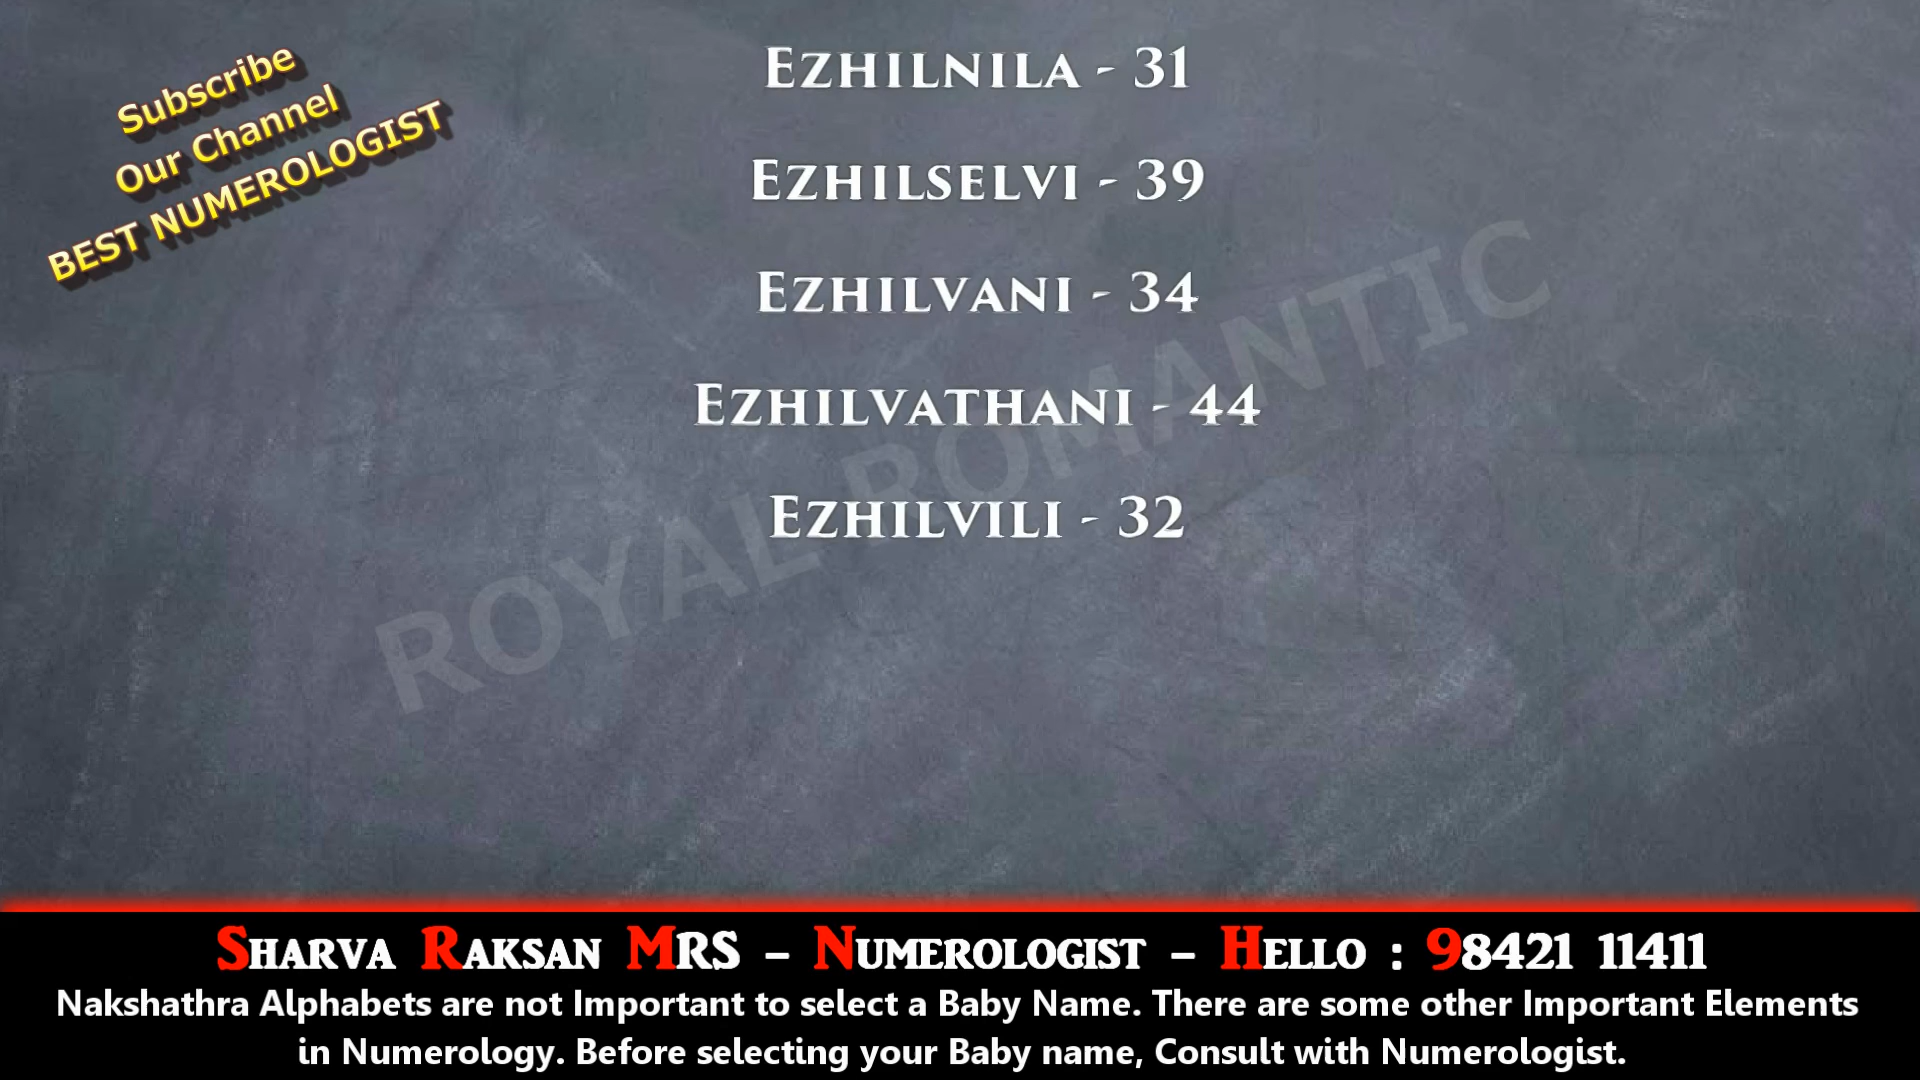 Subscribe
Our Channel
BEST NUMEROLOGIST
EZHILNILA - 31
EZHILSELVI - 39
EZHILVANI - 34
EZHILVATHANI - 44
EZHILVILI - 32
ROYAL ROMANTIC
SHARVA RAKSAN MRS – NUMEROLOGIST – HELLO : 98421 11411
Nakshathra Alphabets are not Important to select a Baby Name. There are some other Important Elements
in Numerology. Before selecting your Baby name, Consult with Numerologist.